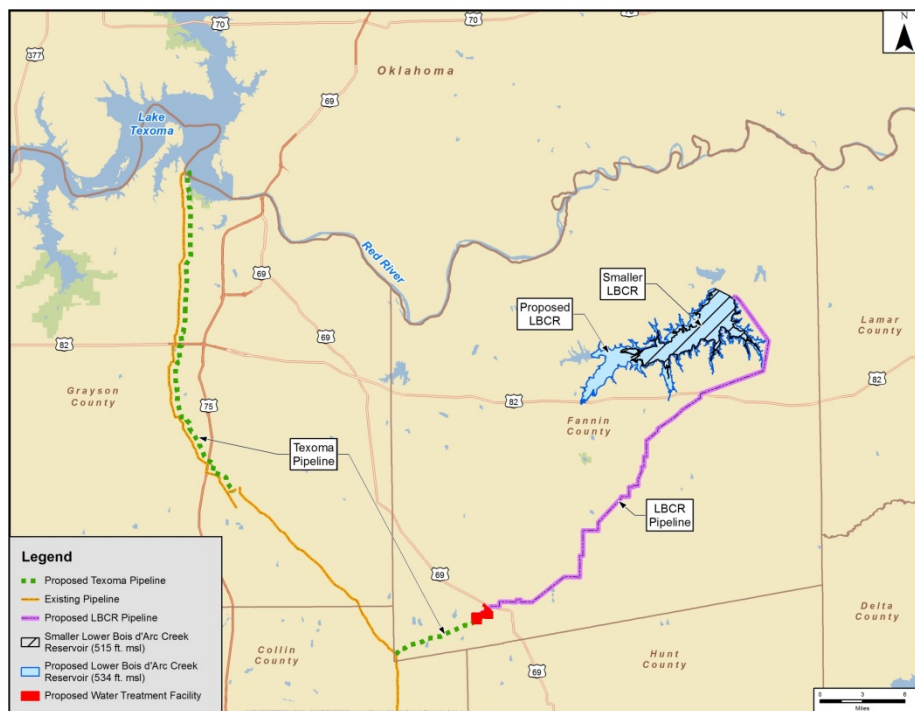 N
70
70
70
377
69
Oklahoma
Lake
Texoma
69
Red River
Smaller
LBCR
Proposed
LBCR
Lamar
County
82
82
82
Grayson
County
75
Fannin
County
Texoma
Pipeline
LBCR
Pipeline
69
69
Delta
County
Collin
County
Hunt
County
Legend
Proposed Texoma Pipeline
Existing Pipeline
Proposed LBCR Pipeline
Smaller Lower Bois d'Arc Creek
Reservoir (515 ft. msl)
Proposed Lower Bois d'Arc Creek
Reservoir (534 ft. msl)
Proposed Water Treatment Facility
0 3 6
Miles